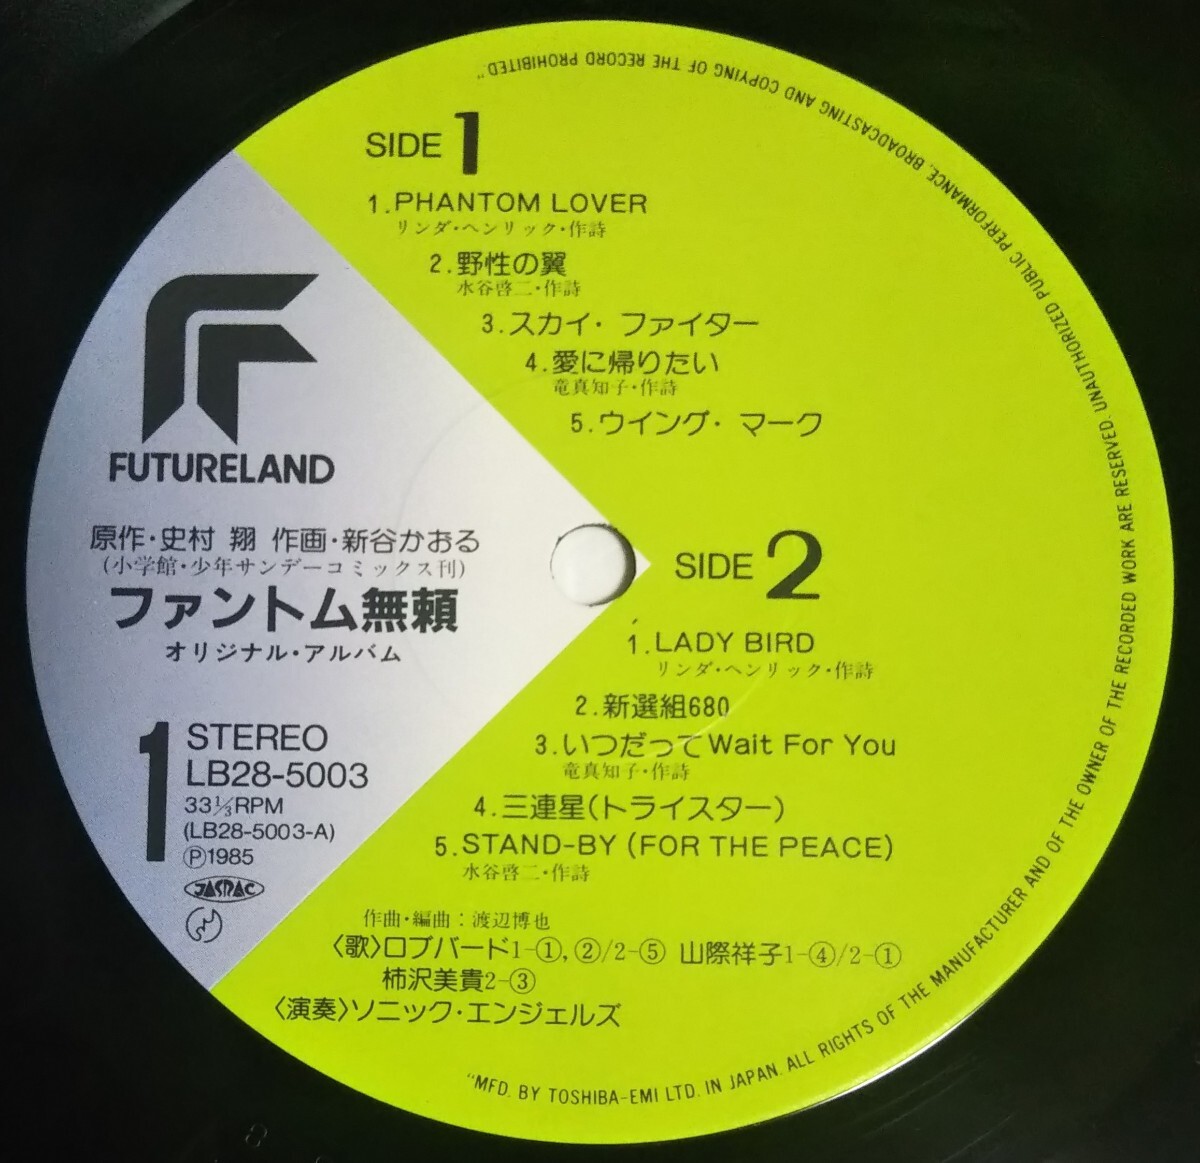 FUTURELAND
原作・史村 翔 作画・新谷かおる
(小学館・少年サンデーコミックス刊)
ファントム無頼
オリジナル・アルバム
1
STEREO
LB28-5003
33⅓RPM
(LB28-5003-A)
Ⓟ1985
JASRAC
SIDE 1
1.PHANTOM LOVER
リンダ・ヘンリック・作詩
2.野性の翼
水谷啓二・作詩
3.スカイ・ファイター
4.愛に帰りたい
竜真知子・作詩
5.ウイング・マーク
SIDE 2
1.LADY BIRD
リンダ・ヘンリック・作詩
2.新選組680
3.いつだってWait For You
竜真知子・作詩
4.三連星(トライスター)
5.STAND-BY (FOR THE PEACE)
水谷啓二・作詩
作曲・編曲:渡辺博也
〈歌〉ロブバード1-①,②/2-⑤ 山際祥子1-④/2-①
柿沢美貴2-③
〈演奏〉ソニック・エンジェルズ
"MFD. BY TOSHIBA-EMI LTD. IN JAPAN. ALL RIGHTS OF THE MANUFACTURER AND OF THE OWNER OF THE RECORDED WORK ARE RESERVED. UNAUTHORIZED PUBLIC PERFORMANCE, BROADCASTING AND COPYING OF THE RECORD PROHIBITED."
8